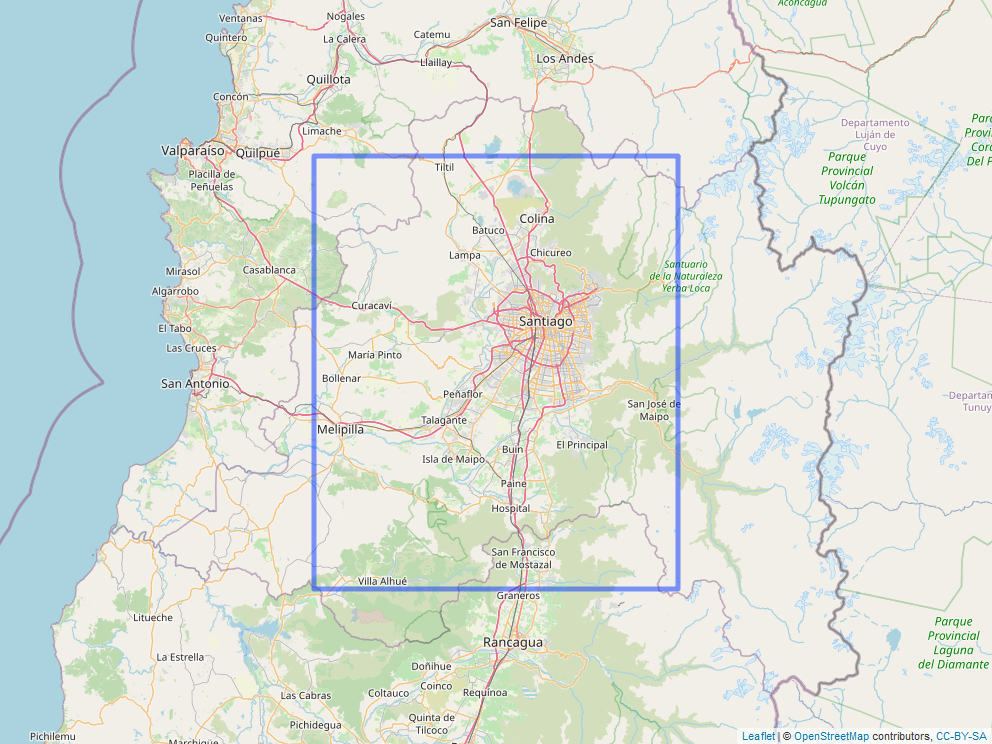 Aconcagua
Nogales
Ventanas
San Felipe
Quintero
La Calera
Catemu
Llaillay
Los Andes
Quillota
Concón
Limache
Departamento
Luján de
Cuyo
Parq
Provi
Cord
Del P
Valparaíso
Quilpué
Tiltil
Parque
Provincial
Volcán
Tupungato
Placilla de
Peñuelas
Colina
Batuco
Chicureo
Lampa
Santuario
de la Naturaleza
Yerba Loca
Mirasol
Casablanca
Algarrobo
Curacaví
El Tabo
Santiago
Las Cruces
María Pinto
San Antonio
Bollenar
Peñaflor
Departam
Tunuy
San José de
Maipo
Talagante
Melipilla
El Principal
Buin
Isla de Maipo
Paine
Hospital
San Francisco
de Mostazal
Villa Alhué
Graneros
Litueche
Parque
Provincial
Laguna
del Diamante
Rancagua
La Estrella
Doñihue
Coinco
Las Cabras
Coltauco
Requinoa
Pichidegua
Quinta de
Tilcoco
Pichilemu
Marchigue
Leaflet | © OpenStreetMap contributors, CC-BY-SA